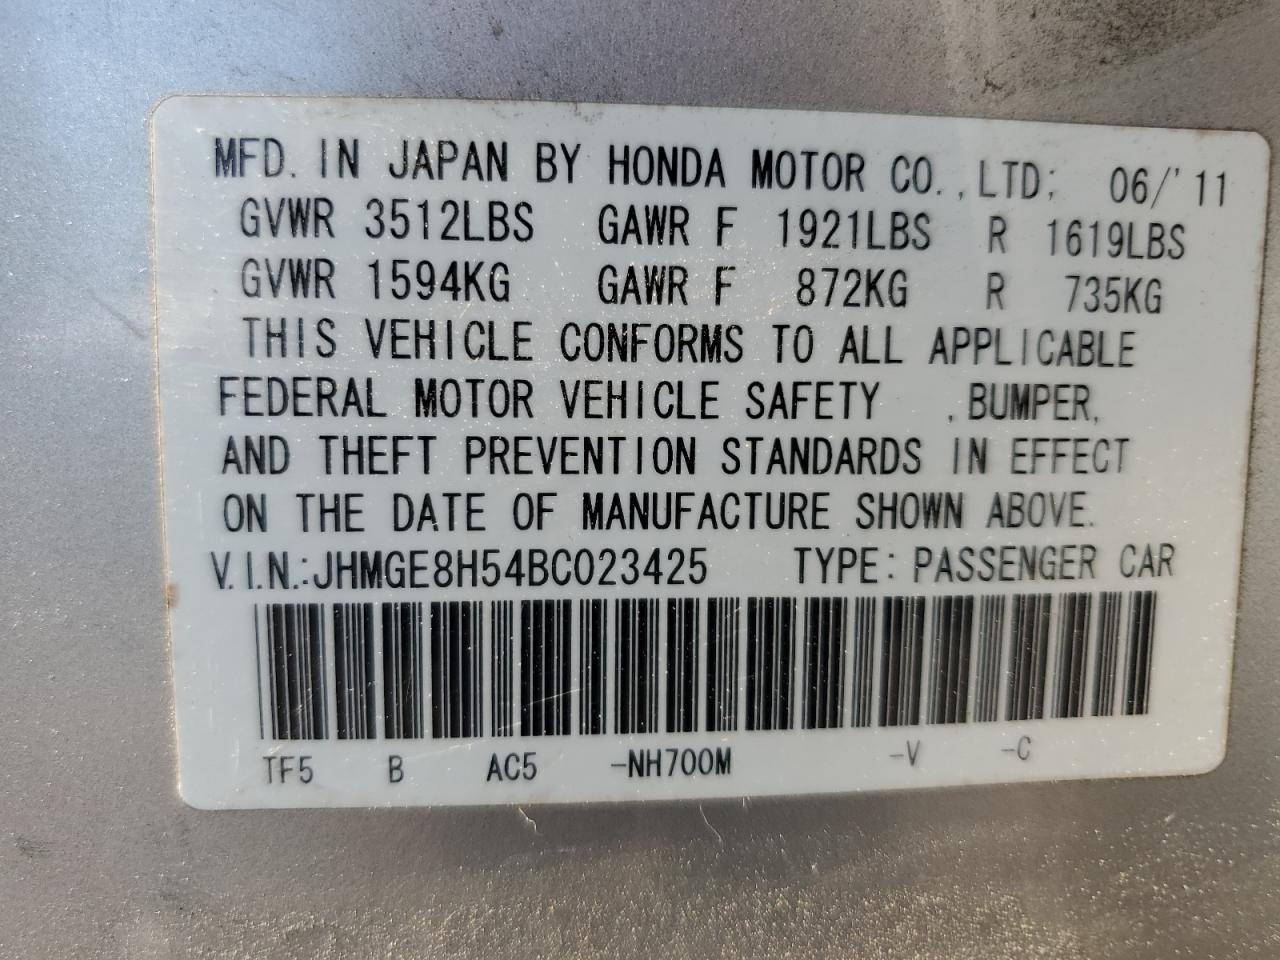 MFD. IN JAPAN BY HONDA MOTOR CO., LTD; 06/'11
GVWR 3512LBS GAWR F 1921LBS R 1619LBS
GVWR 1594KG GAWR F 872KG R 735KG
THIS VEHICLE CONFORMS TO ALL APPLICABLE
FEDERAL MOTOR VEHICLE SAFETY , BUMPER,
AND THEFT PREVENTION STANDARDS IN EFFECT
ON THE DATE OF MANUFACTURE SHOWN ABOVE.
V.I.N.:JHMGE8H54BC023425 TYPE: PASSENGER CAR
TF5 B AC5 -NH700M -V -C